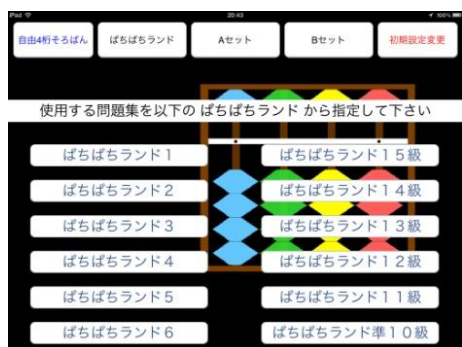 iPad
20:43
100%
自由4桁そろばん
ぱちぱちランド
Aセット
Bセット
初期設定変更
使用する問題集を以下の ぱちぱちランド から指定して下さい
ぱちぱちランド1
ぱちぱちランド15級
ぱちぱちランド2
ぱちぱちランド14級
ぱちぱちランド3
ぱちぱちランド13級
ぱちぱちランド4
ぱちぱちランド12級
ぱちぱちランド5
ぱちぱちランド11級
ぱちぱちランド6
ぱちぱちランド準10級